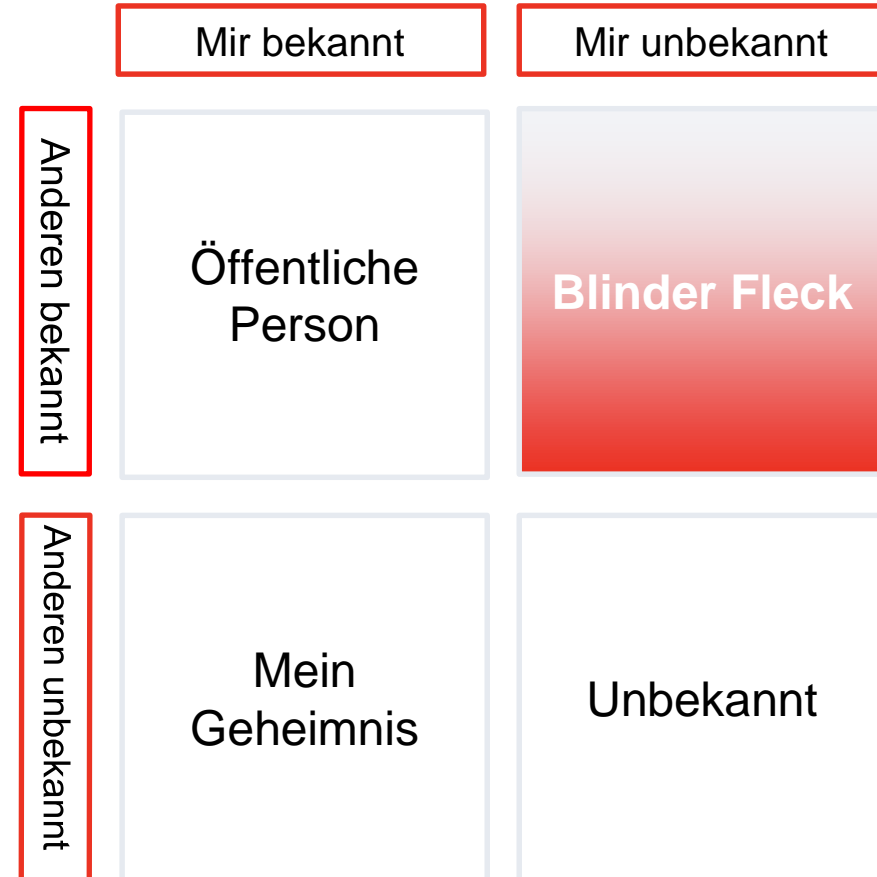 Mir bekannt
Mir unbekannt
Anderen bekannt
Öffentliche
Person
Blinder Fleck
Anderen unbekannt
Mein
Geheimnis
Unbekannt